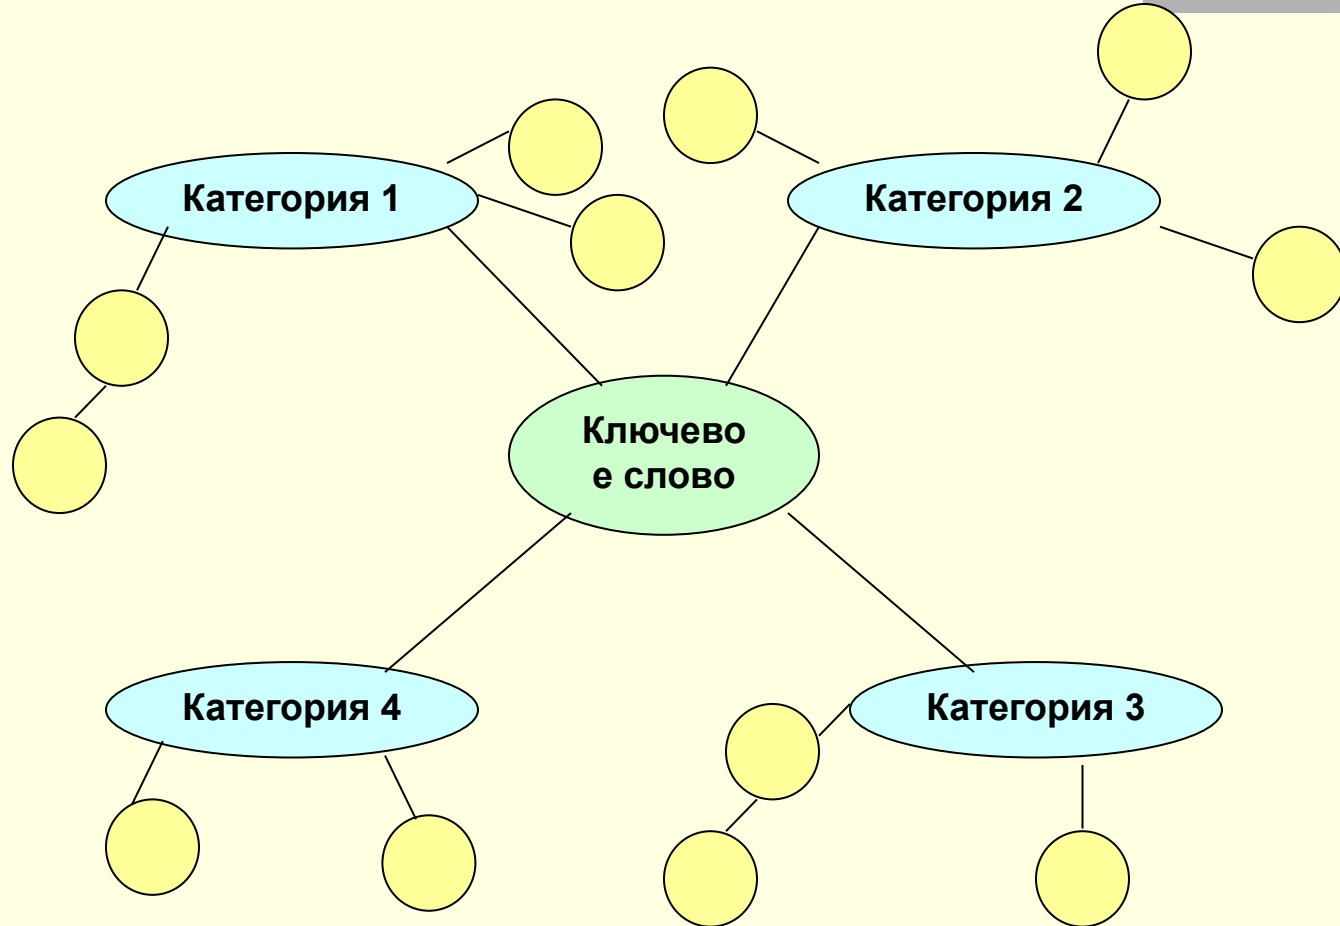 Категория 1
Категория 2
Ключево
е слово
Категория 4
Категория 3